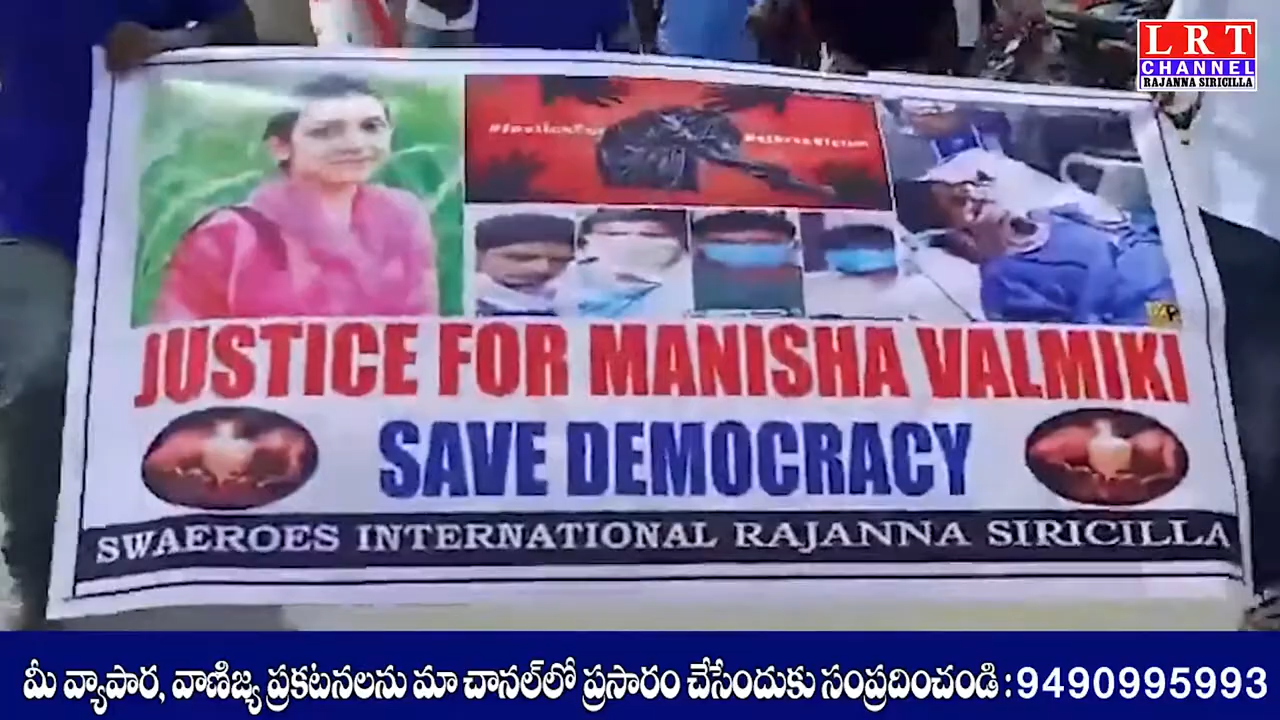 LRT
CHANNEL
RAJANNA SIRICILLA
JUSTICE FOR MANISHA VALMIKI
SAVE DEMOCRACY
SWAEROES INTERNATIONAL RAJANNA SIRICILLA
మీ వ్యాపార, వాణిజ్య ప్రకటనలను మా చానల్‌లో ప్రసారం చేసేందుకు సంప్రదించండి :9490995993